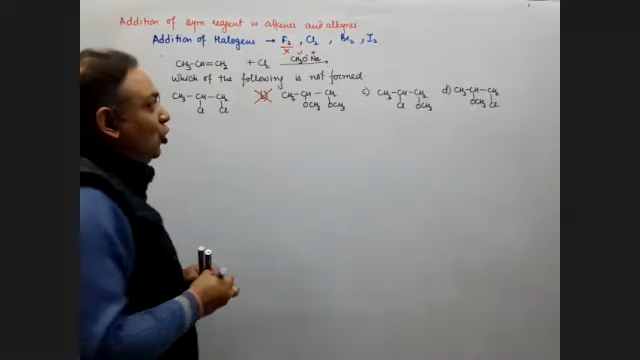 Addition of sym. reagent in alkenes and alkynes
Addition of Halogens → F₂, Cl₂, Br₂, I₂
x
CH₃-CH=CH₂ + Cl₂ CH₃O⁻Na⁺ →
Which of the following is not formed.
CH₃-CH-CH₂ b) CH₃-CH-CH₂ c) CH₃-CH-CH₂ d) CH₃-CH-CH₂
Cl Cl OCH₃ OCH₃ Cl OCH₃ OCH₃ Cl